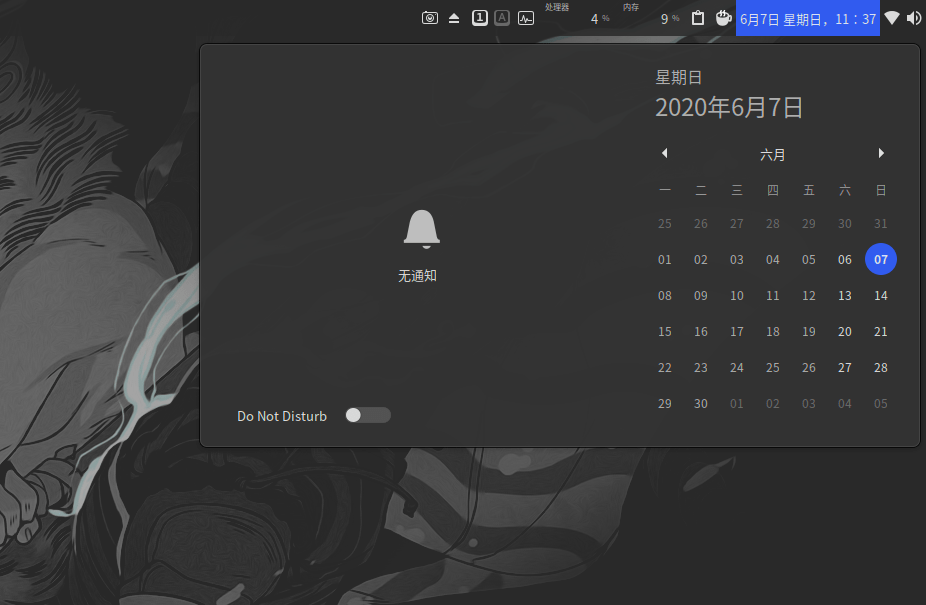 1 A 处理器 4 % 内存 9 % 6月7日 星期日，11：37
星期日
2020年6月7日
六月
一 二 三 四 五 六 日
25 26 27 28 29 30 31
01 02 03 04 05 06 07
08 09 10 11 12 13 14
15 16 17 18 19 20 21
22 23 24 25 26 27 28
29 30 01 02 03 04 05
无通知
Do Not Disturb